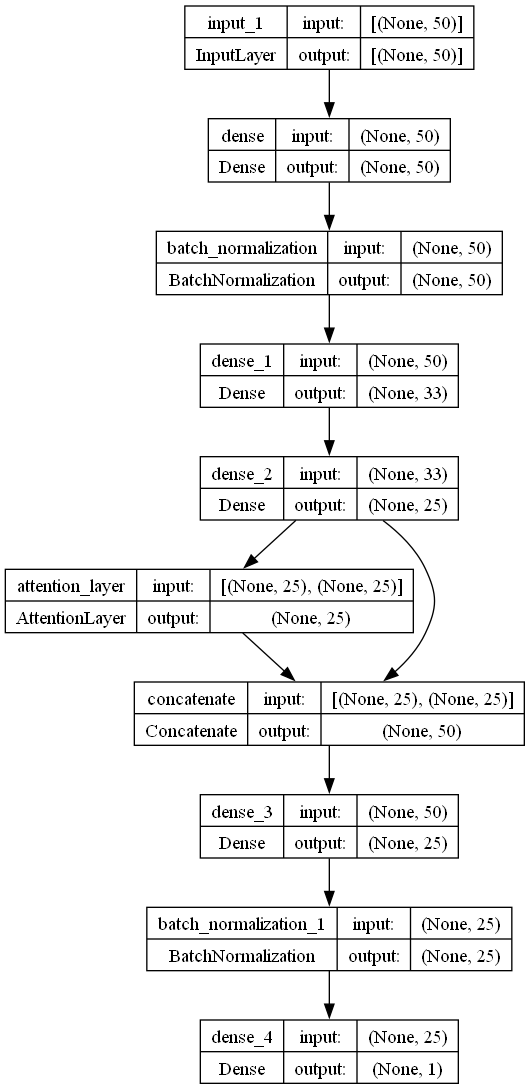 input_1 input: [(None, 50)]
InputLayer output: [(None, 50)]
dense input: (None, 50)
Dense output: (None, 50)
batch_normalization input: (None, 50)
BatchNormalization output: (None, 50)
dense_1 input: (None, 50)
Dense output: (None, 33)
dense_2 input: (None, 33)
Dense output: (None, 25)
attention_layer input: [(None, 25), (None, 25)]
AttentionLayer output: (None, 25)
concatenate input: [(None, 25), (None, 25)]
Concatenate output: (None, 50)
dense_3 input: (None, 50)
Dense output: (None, 25)
batch_normalization_1 input: (None, 25)
BatchNormalization output: (None, 25)
dense_4 input: (None, 25)
Dense output: (None, 1)